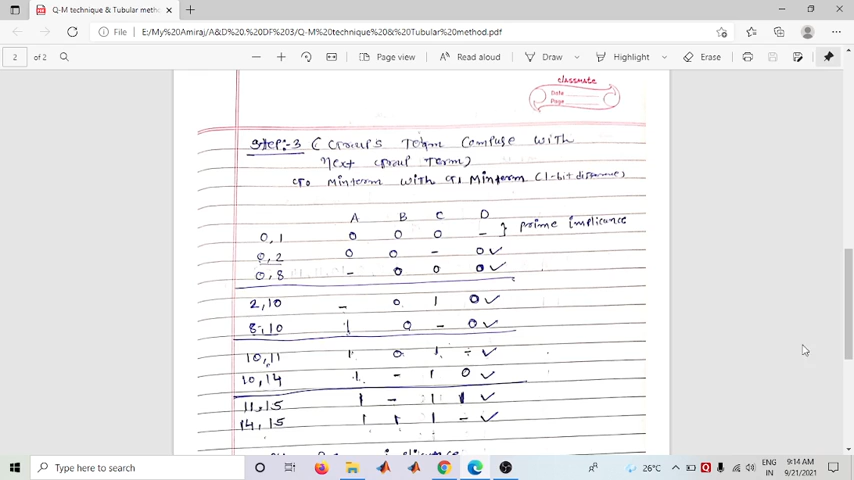 Q-M technique & Tubular metho
File
E:/My%20Amiraj/A&D.%20%20DF%203/Q-M%20technique%20&%20Tubular%20method.pdf
2 of 2
Page view
Read aloud
Draw
Highlight
Erase
classmate
Date
Page
Step:-3
Next Group Term)
G0 Minterm with G1 Minterm (1-bit difference)
A B C D
0,1 0 0 0 - } prime implicance
0,2 0 0 - 0 ✓
0,8 - 0 0 0 ✓
2,10 - 0 1 0 ✓
8,10 1 0 - 0 ✓
10,11 1 0 1 - ✓
10,14 1 - 1 0 ✓
11,15 1 - 1 1 ✓
14,15 1 1 1 - ✓
Type here to search
26°C
ENG
IN
9:14 AM
9/21/2021